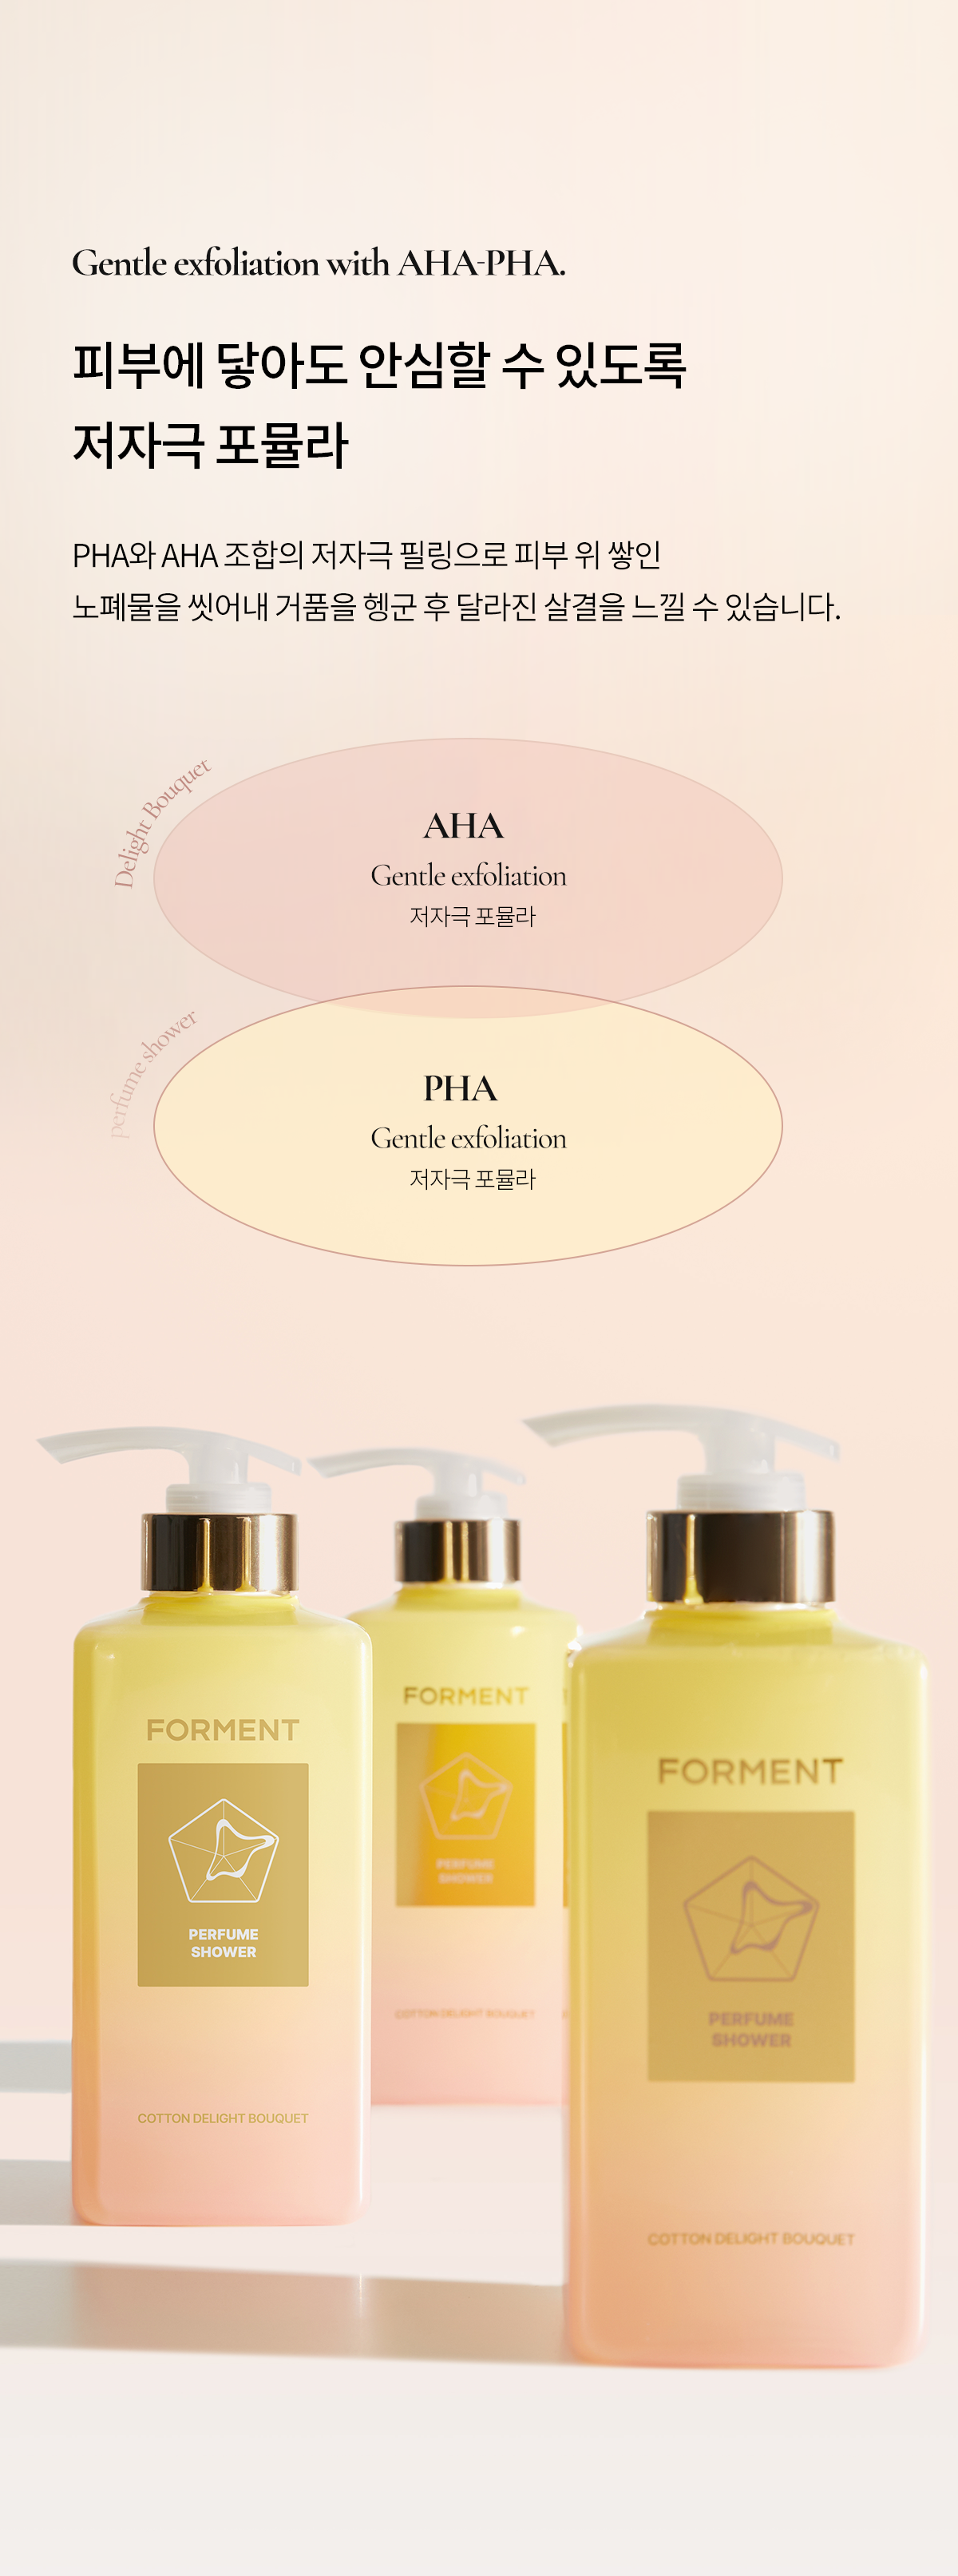 Gentle exfoliation with AHA-PHA.
피부에 닿아도 안심할 수 있도록
저자극 포뮬라
PHA와 AHA 조합의 저자극 필링으로 피부 위 쌓인
노폐물을 씻어내 거품을 헹군 후 달라진 살결을 느낄 수 있습니다.
Delight Bouquet
AHA
Gentle exfoliation
저자극 포뮬라
perfume shower
PHA
Gentle exfoliation
저자극 포뮬라
FORMENT
PERFUME
SHOWER
COTTON DELIGHT BOUQUET
FORMENT
PERFUME
SHOWER
COTTON DELIGHT BOUQUET
FORMENT
PERFUME
SHOWER
COTTON DELIGHT BOUQUET